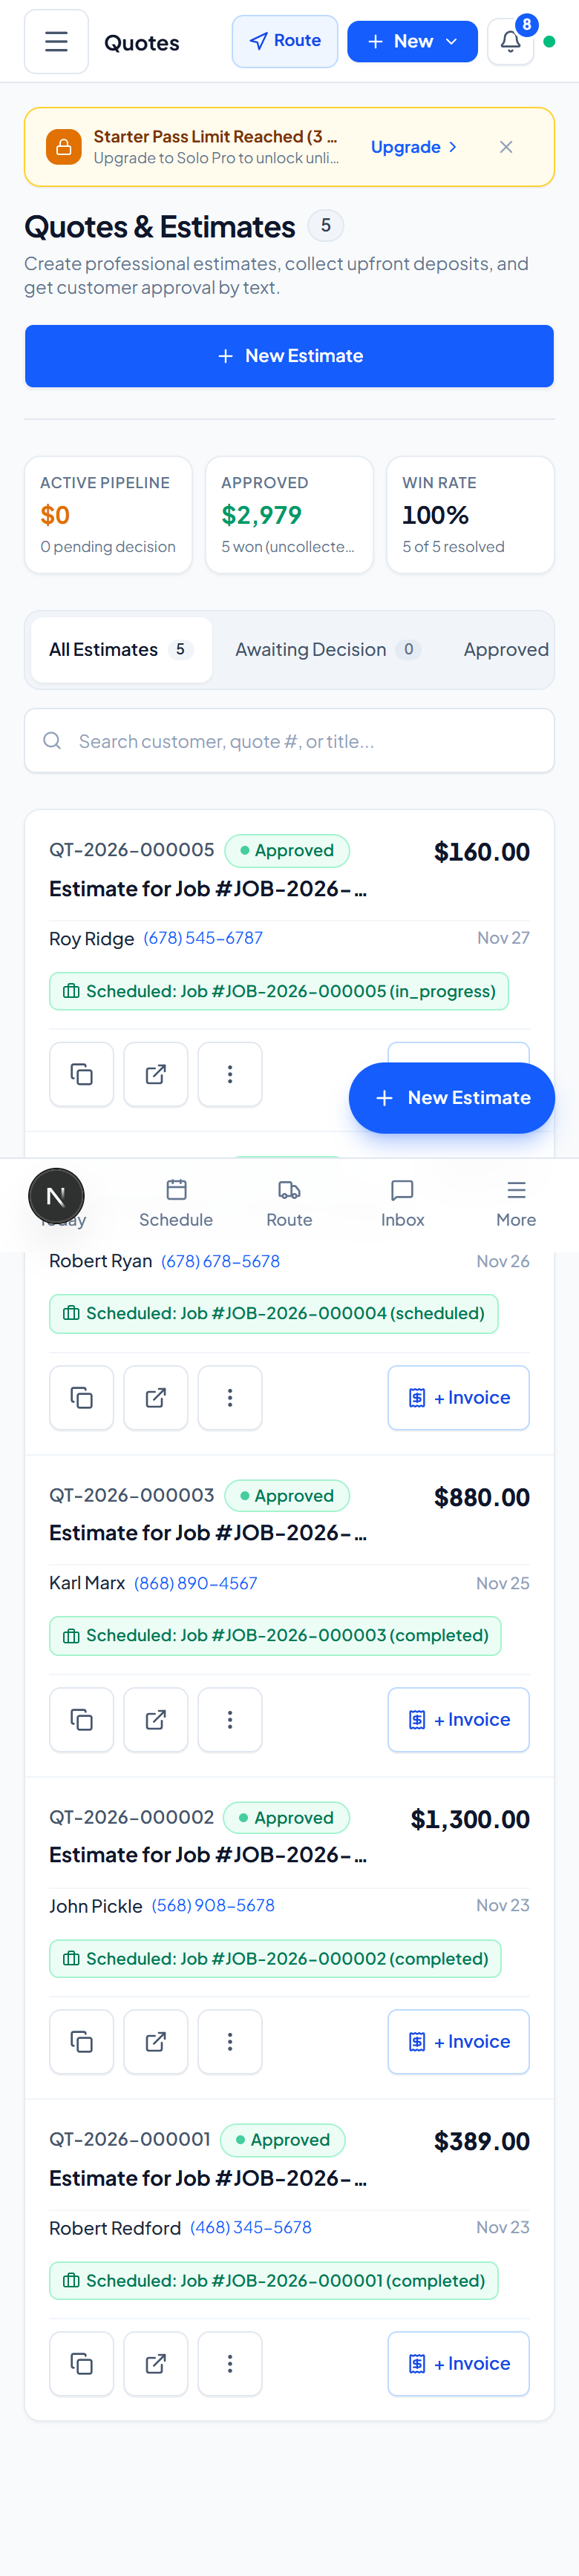 Quotes
Route
New
8
Starter Pass Limit Reached (3 ...
Upgrade to Solo Pro to unlock unli...
Upgrade
Quotes & Estimates 5
Create professional estimates, collect upfront deposits, and
get customer approval by text.
New Estimate
ACTIVE PIPELINE
$0
0 pending decision
APPROVED
$2,979
5 won (uncollecte...
WIN RATE
100%
5 of 5 resolved
All Estimates 5
Awaiting Decision 0
Approved
Search customer, quote #, or title...
QT-2026-000005 Approved $160.00
Estimate for Job #JOB-2026-...
Roy Ridge (678) 545-6787 Nov 27
Scheduled: Job #JOB-2026-000005 (in_progress)
New Estimate
N
Schedule
Route
Inbox
More
Robert Ryan (678) 678-5678 Nov 26
Scheduled: Job #JOB-2026-000004 (scheduled)
+ Invoice
QT-2026-000003 Approved $880.00
Estimate for Job #JOB-2026-...
Karl Marx (868) 890-4567 Nov 25
Scheduled: Job #JOB-2026-000003 (completed)
+ Invoice
QT-2026-000002 Approved $1,300.00
Estimate for Job #JOB-2026-...
John Pickle (568) 908-5678 Nov 23
Scheduled: Job #JOB-2026-000002 (completed)
+ Invoice
QT-2026-000001 Approved $389.00
Estimate for Job #JOB-2026-...
Robert Redford (468) 345-5678 Nov 23
Scheduled: Job #JOB-2026-000001 (completed)
+ Invoice